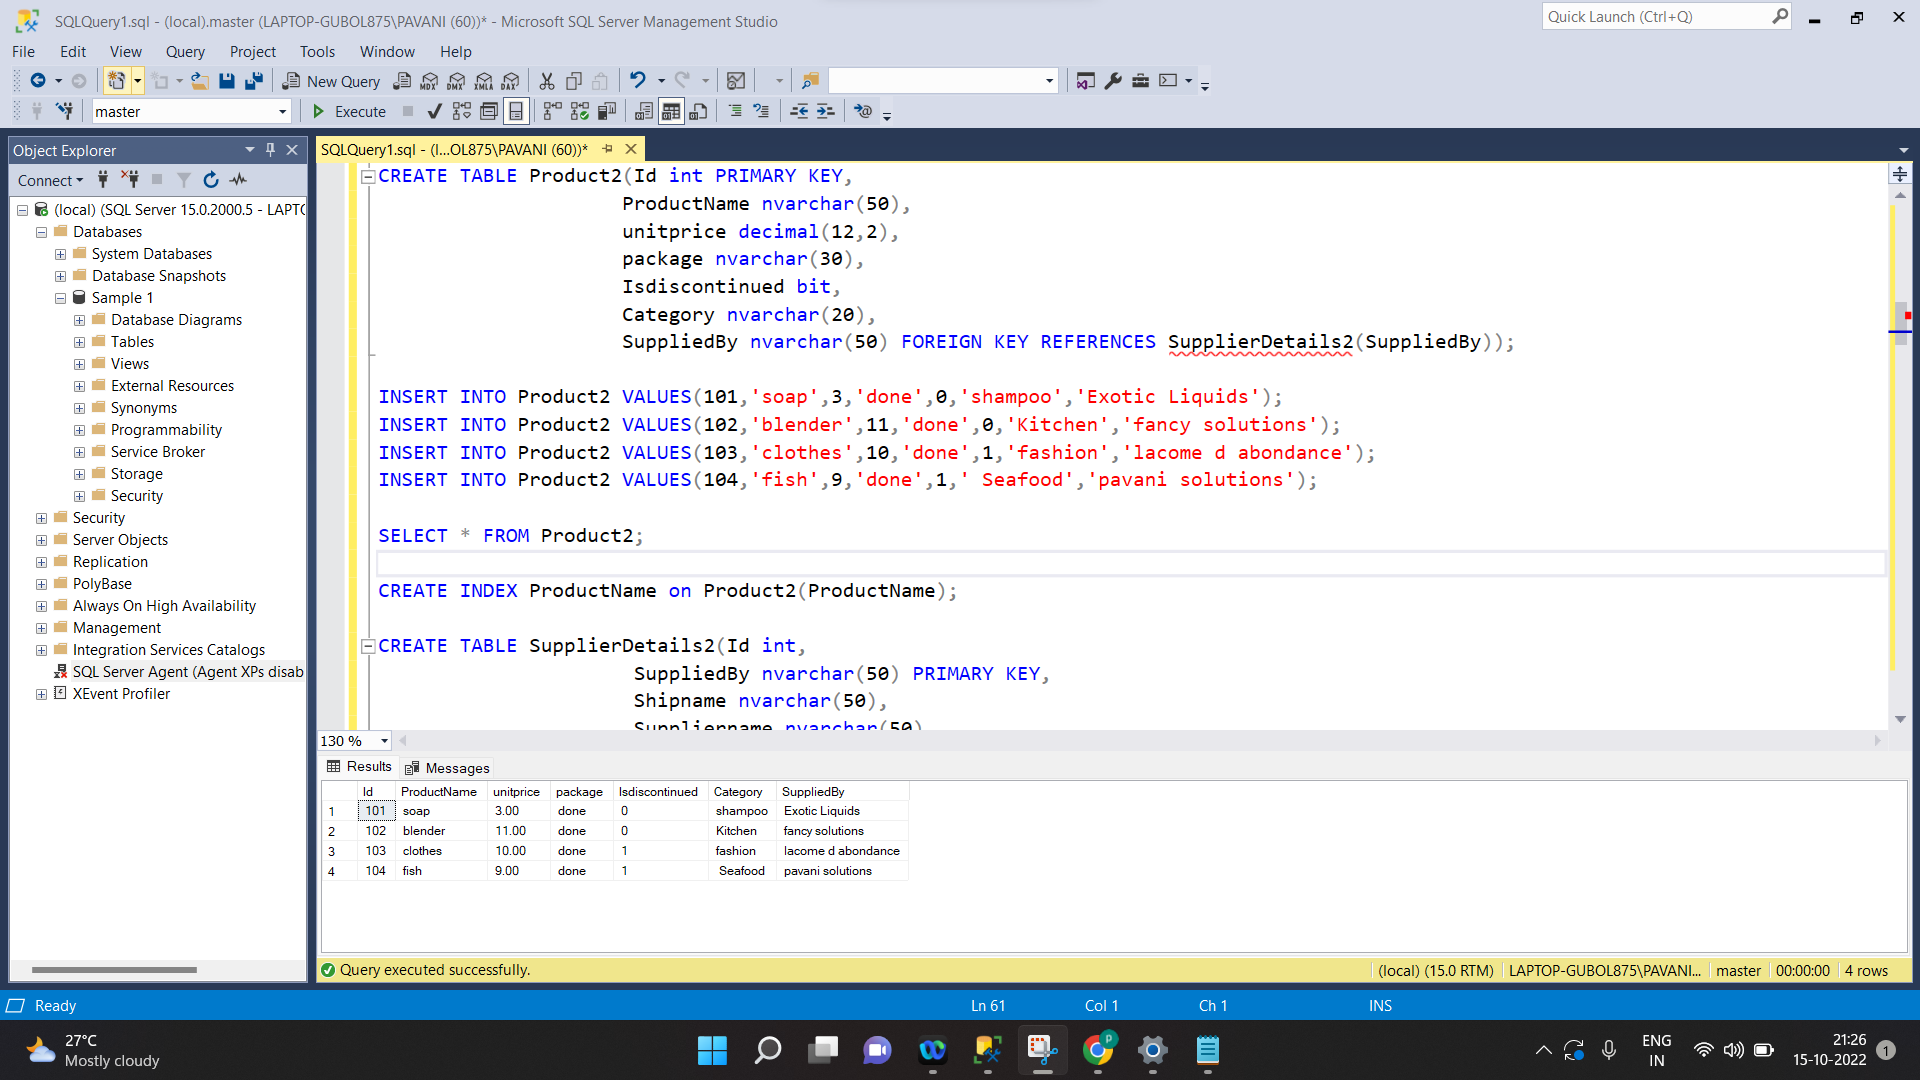 SQLQuery1.sql - (local).master (LAPTOP-GUBOL875\PAVANI (60))* - Microsoft SQL Server Management Studio
Quick Launch (Ctrl+Q)
File Edit View Query Project Tools Window Help
New Query
MDX DMX XMLA DAX
master
Execute
Object Explorer
Connect
(local) (SQL Server 15.0.2000.5 - LAPTO
Databases
System Databases
Database Snapshots
Sample 1
Database Diagrams
Tables
Views
External Resources
Synonyms
Programmability
Service Broker
Storage
Security
Security
Server Objects
Replication
PolyBase
Always On High Availability
Management
Integration Services Catalogs
SQL Server Agent (Agent XPs disab
XEvent Profiler
SQLQuery1.sql - (l...OL875\PAVANI (60))*
CREATE TABLE Product2(Id int PRIMARY KEY,
ProductName nvarchar(50),
unitprice decimal(12,2),
package nvarchar(30),
Isdiscontinued bit,
Category nvarchar(20),
SuppliedBy nvarchar(50) FOREIGN KEY REFERENCES SupplierDetails2(SuppliedBy));
INSERT INTO Product2 VALUES(101,'soap',3,'done',0,'shampoo','Exotic Liquids');
INSERT INTO Product2 VALUES(102,'blender',11,'done',0,'Kitchen','fancy solutions');
INSERT INTO Product2 VALUES(103,'clothes',10,'done',1,'fashion','lacome d abondance');
INSERT INTO Product2 VALUES(104,'fish',9,'done',1,' Seafood','pavani solutions');
SELECT * FROM Product2;
CREATE INDEX ProductName on Product2(ProductName);
CREATE TABLE SupplierDetails2(Id int,
SuppliedBy nvarchar(50) PRIMARY KEY,
Shipname nvarchar(50),
Suppliername nvarchar(50)
130 %
Results Messages
Id ProductName unitprice package Isdiscontinued Category SuppliedBy
1 101 soap 3.00 done 0 shampoo Exotic Liquids
2 102 blender 11.00 done 0 Kitchen fancy solutions
3 103 clothes 10.00 done 1 fashion lacome d abondance
4 104 fish 9.00 done 1 Seafood pavani solutions
Query executed successfully.
(local) (15.0 RTM) LAPTOP-GUBOL875\PAVANI... master 00:00:00 4 rows
Ready
Ln 61 Col 1 Ch 1 INS
27°C
Mostly cloudy
P
ENG
IN
21:26
15-10-2022
1